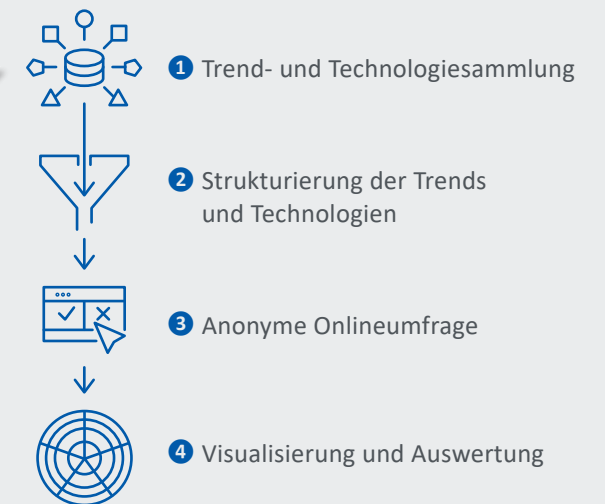 1 Trend- und Technologiesammlung
2 Strukturierung der Trends
und Technologien
3 Anonyme Onlineumfrage
4 Visualisierung und Auswertung